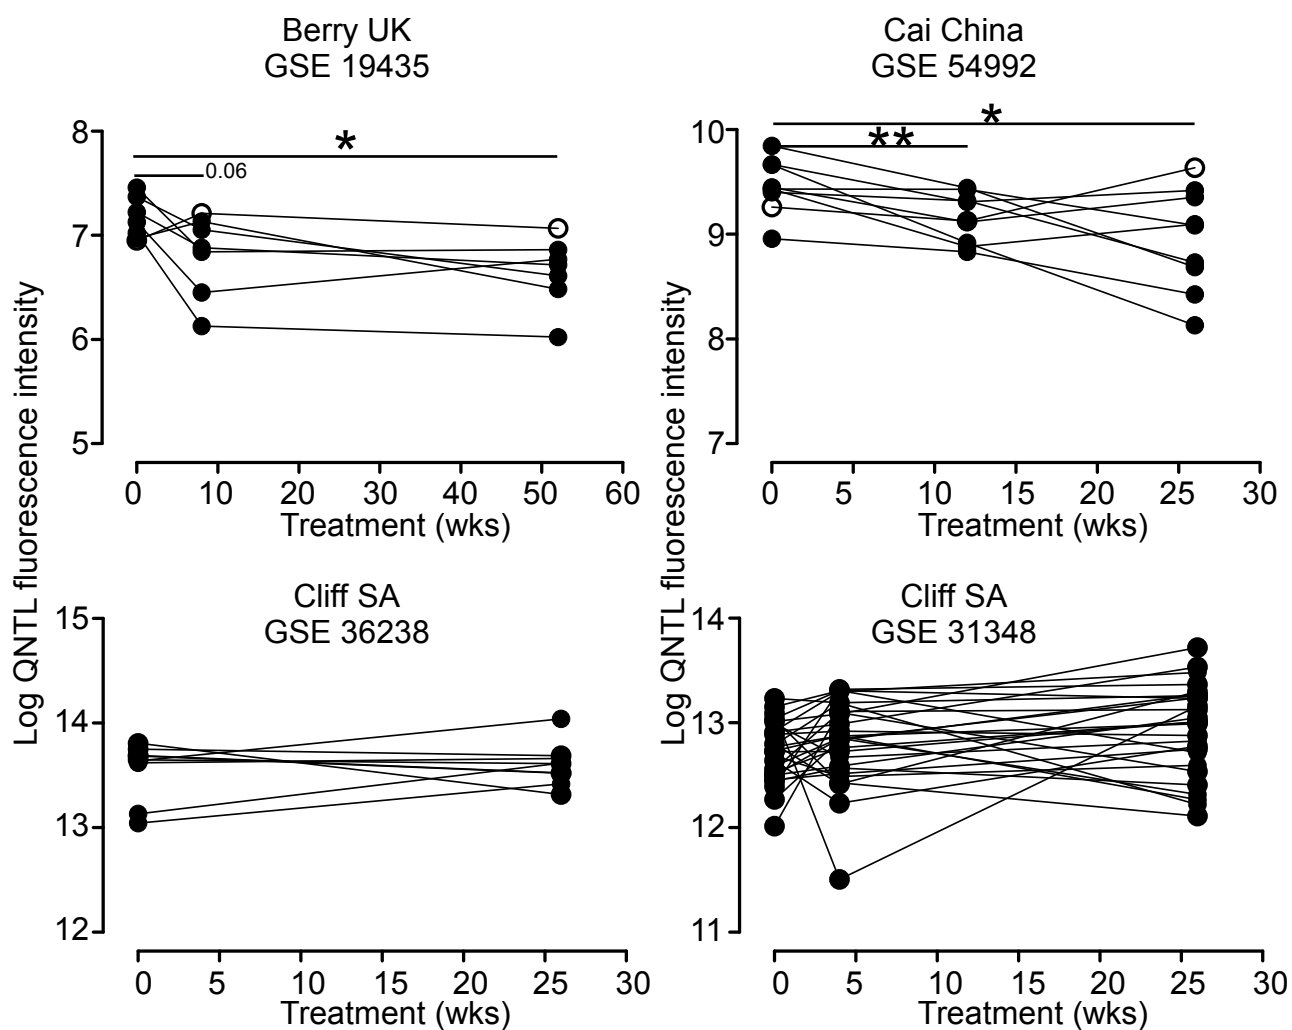 Berry UK
GSE 19435
Log QNTL fluorescence intensity
8
7
6
5
*
0.06
0 10 20 30 40 50 60
Treatment (wks)
Cai China
GSE 54992
Log QNTL fluorescence intensity
10
9
8
7
*
**
0 5 10 15 20 25 30
Treatment (wks)
Cliff SA
GSE 36238
15
14
13
12
0 5 10 15 20 25 30
Treatment (wks)
Cliff SA
GSE 31348
14
13
12
11
0 5 10 15 20 25 30
Treatment (wks)